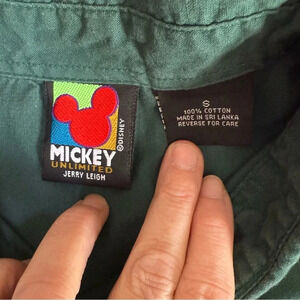 ©DISNEY
MICKEY
UNLIMITED
JERRY LEIGH
S
100% COTTON
MADE IN SRI LANKA
REVERSE FOR CARE